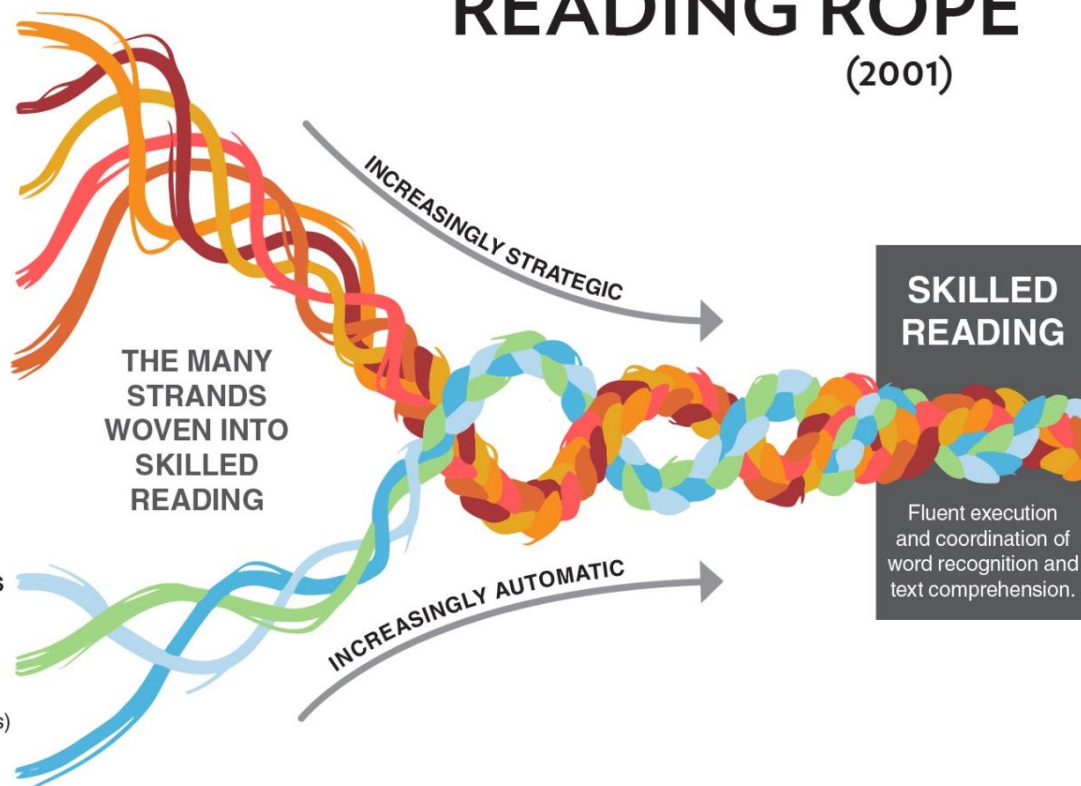 READING ROPE
(2001)
INCREASINGLY STRATEGIC
SKILLED
READING
THE MANY
STRANDS
WOVEN INTO
SKILLED
READING
Fluent execution
and coordination of
word recognition and
text comprehension.
INCREASINGLY AUTOMATIC
s)